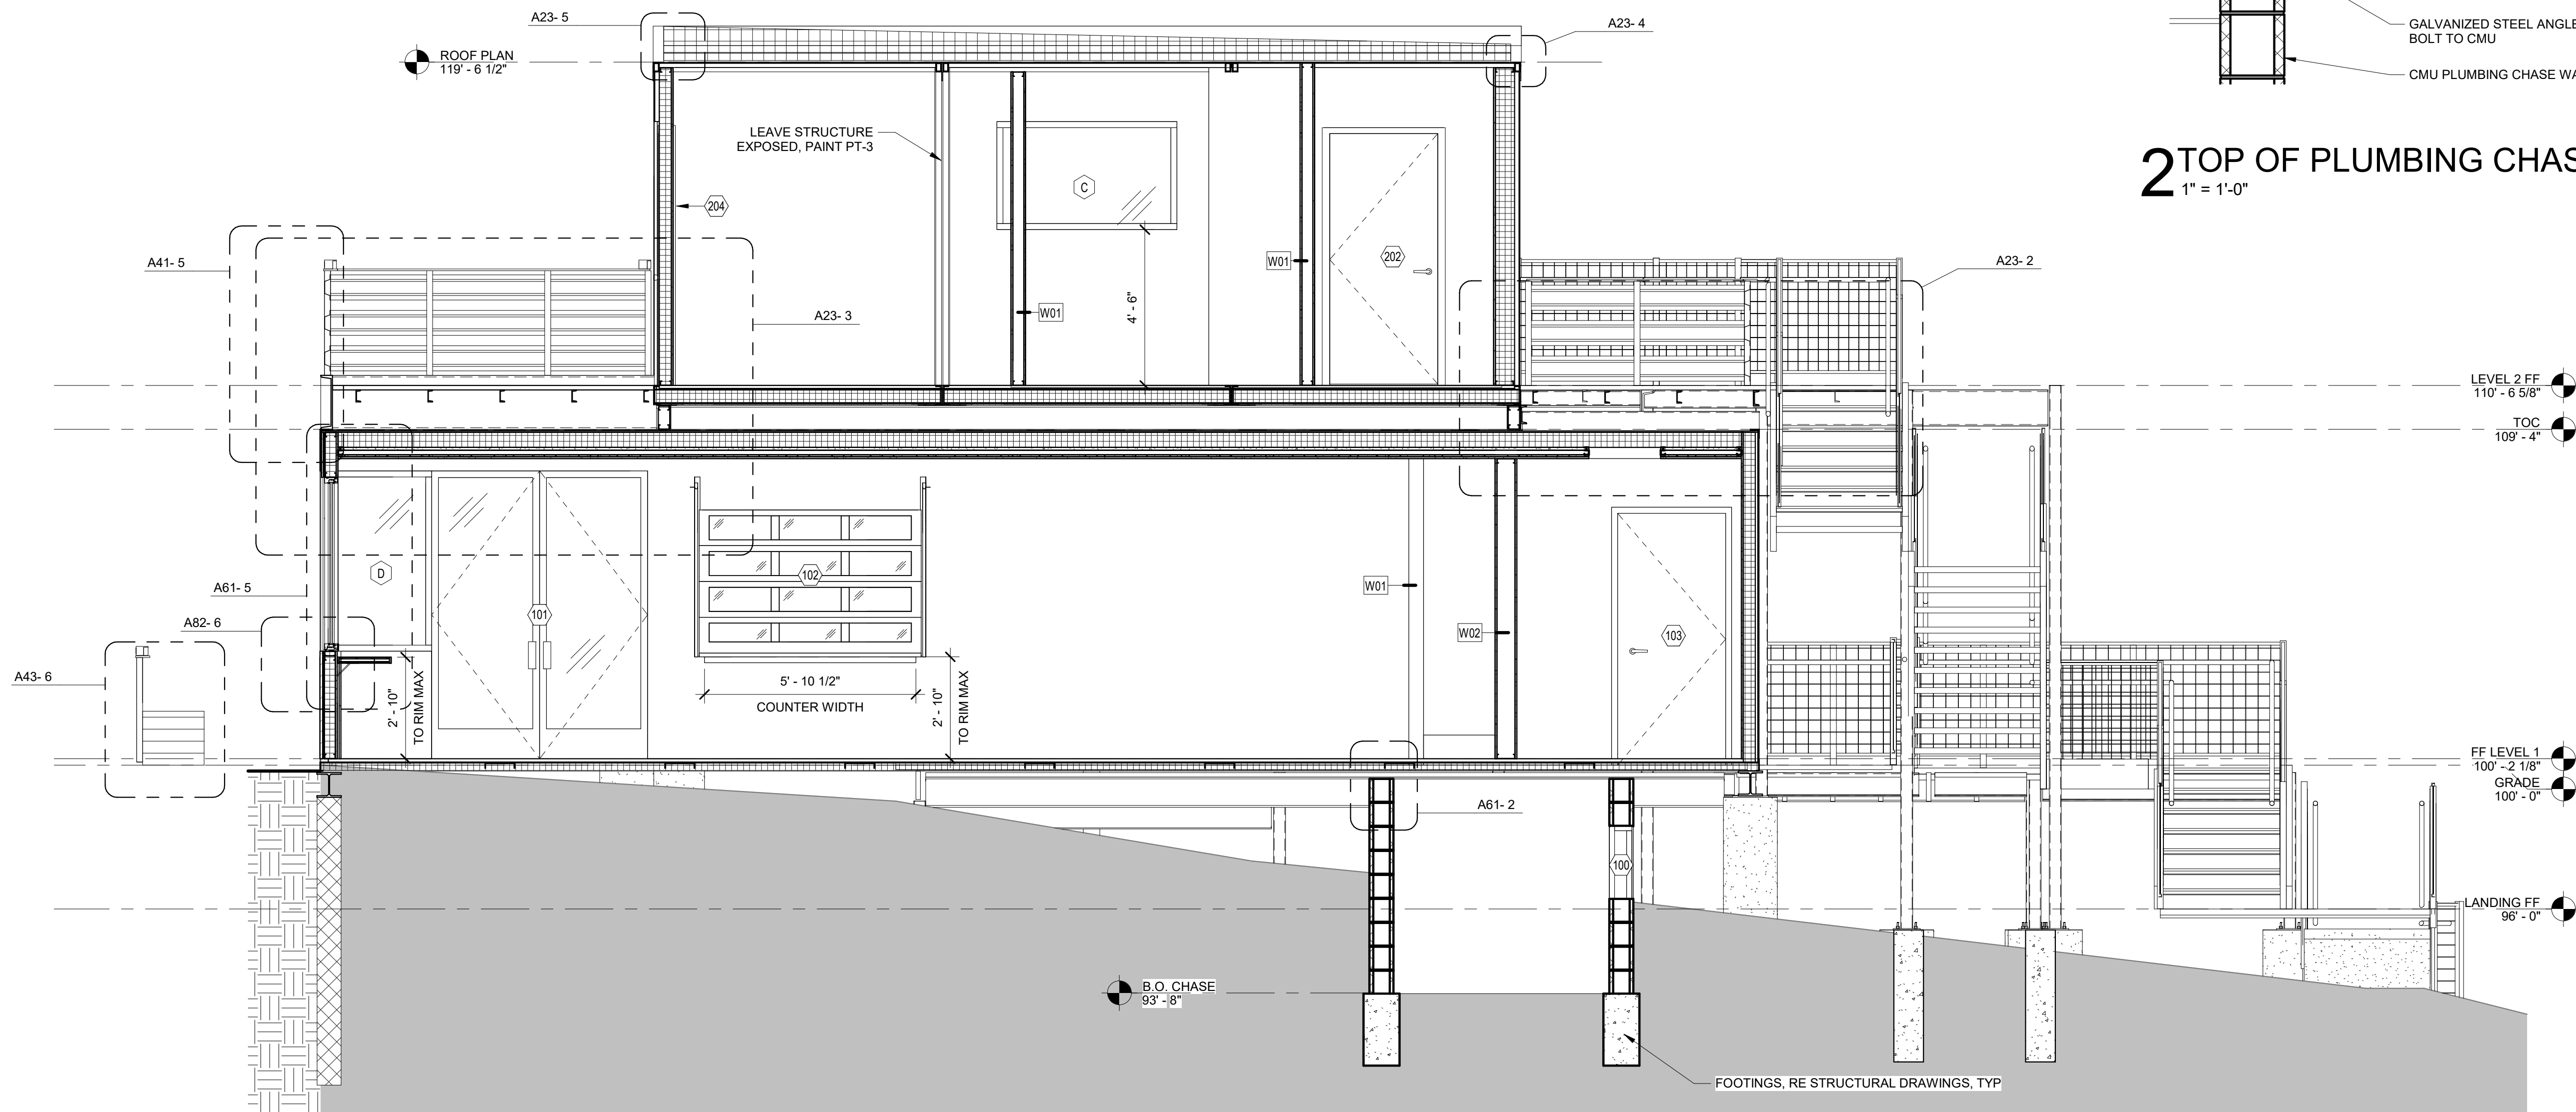 A23- 5
A23- 4
GALVANIZED STEEL ANGLE
BOLT TO CMU
ROOF PLAN
119' - 6 1/2"
CMU PLUMBING CHASE WA
LEAVE STRUCTURE
EXPOSED, PAINT PT-3
2 TOP OF PLUMBING CHAS
1" = 1'-0"
C
204
202
W01
A41- 5
A23- 2
W01
A23- 3
4' - 6"
LEVEL 2 FF
110' - 6 5/8"
TOC
109' - 4"
D
102
W01
A61- 5
101
A82- 6
W02
103
A43- 6
5' - 10 1/2"
COUNTER WIDTH
2' - 10"
TO RIM MAX
2' - 10"
TO RIM MAX
FF LEVEL 1
100' - 2 1/8"
GRADE
100' - 0"
A61- 2
100
LANDING FF
96' - 0"
B.O. CHASE
93' - 8"
FOOTINGS, RE STRUCTURAL DRAWINGS, TYP